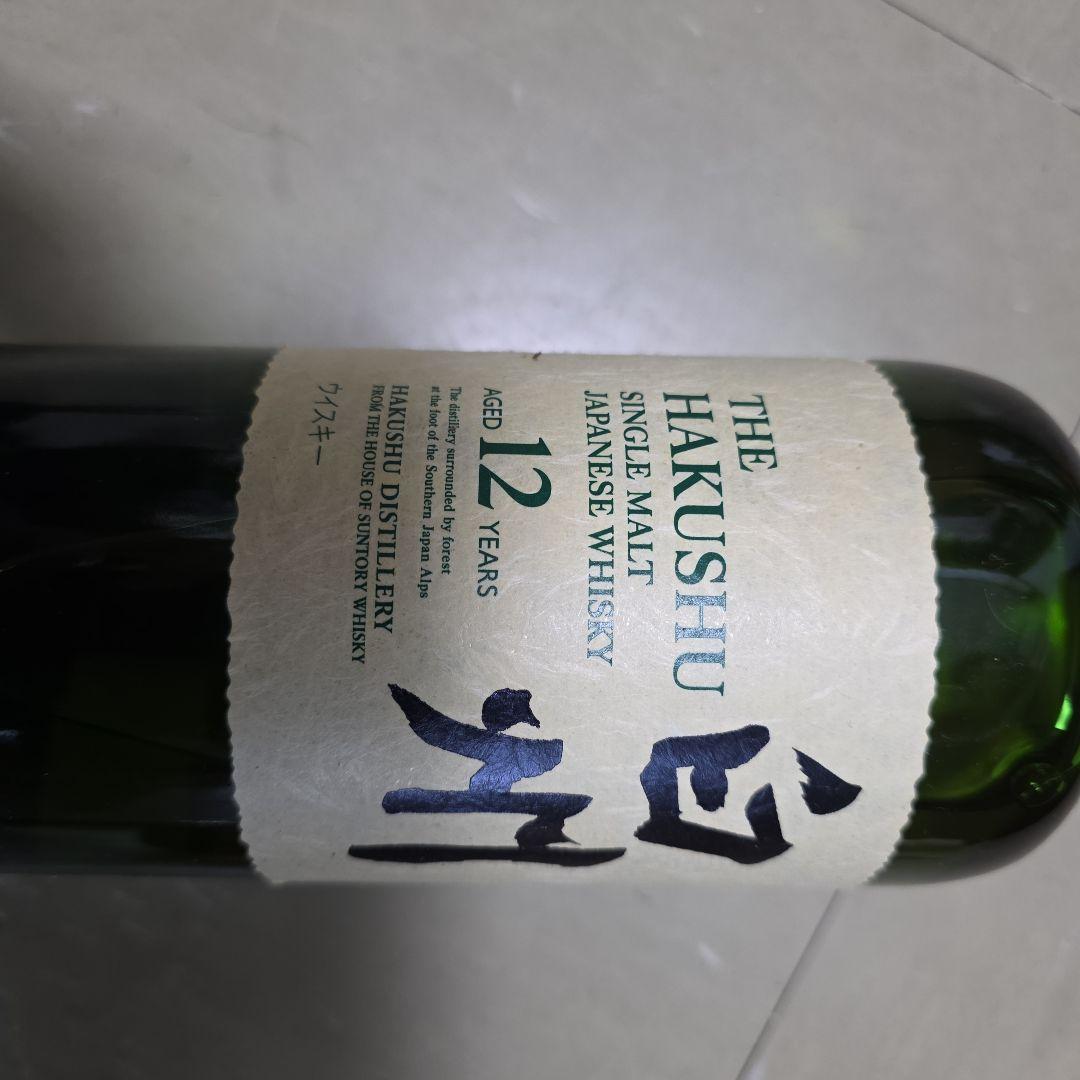 THE
HAKUSHU
SINGLE MALT
JAPANESE WHISKY
白州
AGED 12 YEARS
The distillery surrounded by forest
at the foot of the Southern Japan Alps
HAKUSHU DISTILLERY
FROM THE HOUSE OF SUNTORY WHISKY
ウイスキー